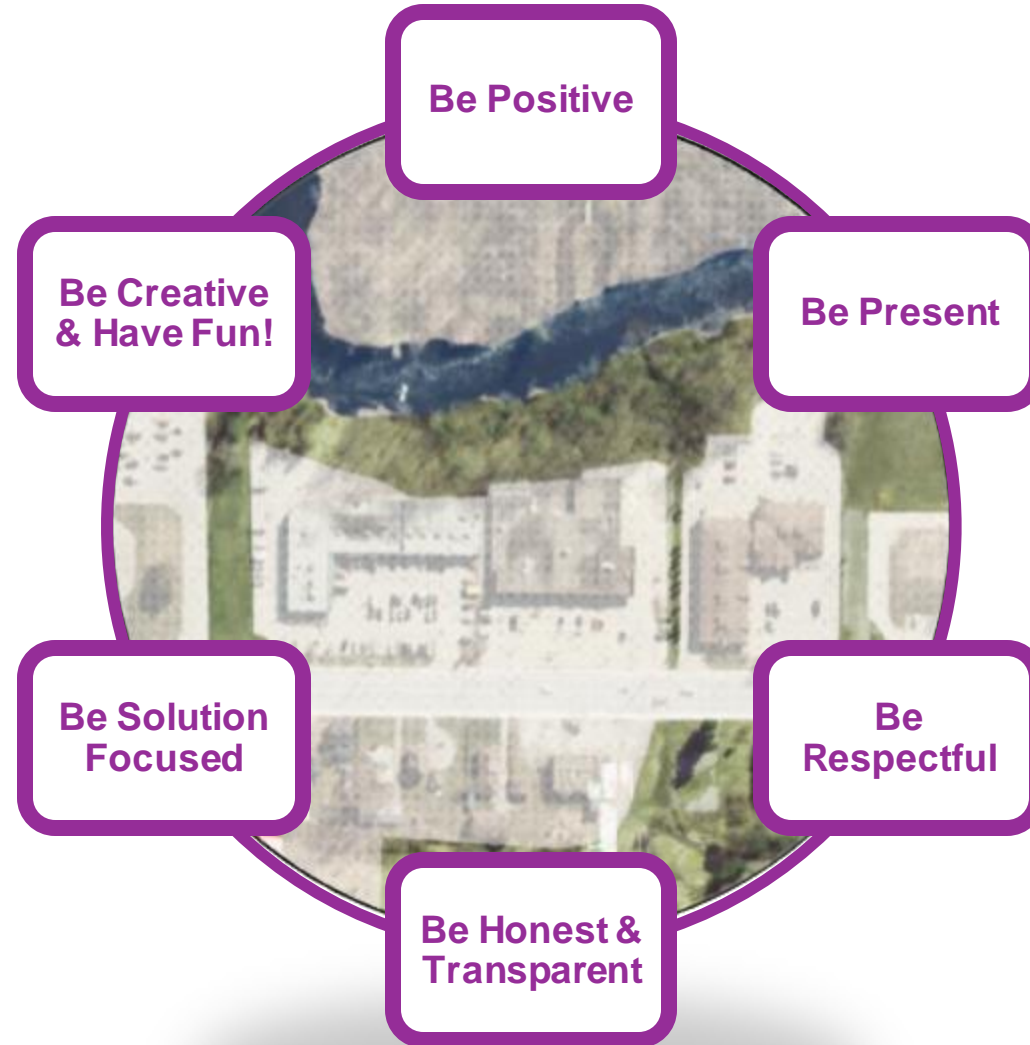 Be Positive
Be Present
Be
Respectful
Be Honest &
Transparent
Be Solution
Focused
Be Creative
& Have Fun!